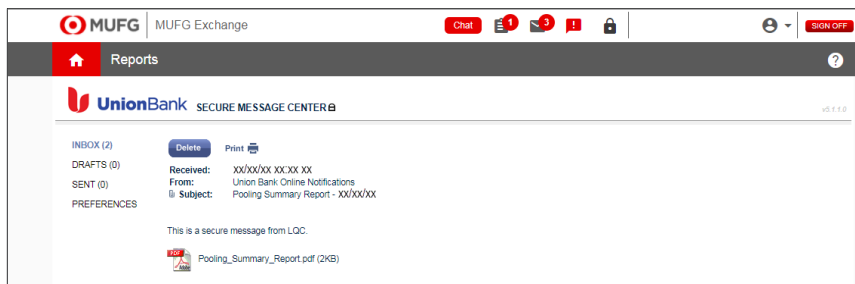 MUFG MUFG Exchange Chat 1 3 SIGN OFF
Reports ?
UnionBank SECURE MESSAGE CENTER v5.1.1.0
INBOX (2) Delete Print
DRAFTS (0) Received: XX/XX/XX XX:XX XX
SENT (0) From: Union Bank Online Notifications
Subject: Pooling Summary Report - XX/XX/XX
PREFERENCES
This is a secure message from LQC.
PDF Adobe Pooling_Summary_Report.pdf (2KB)